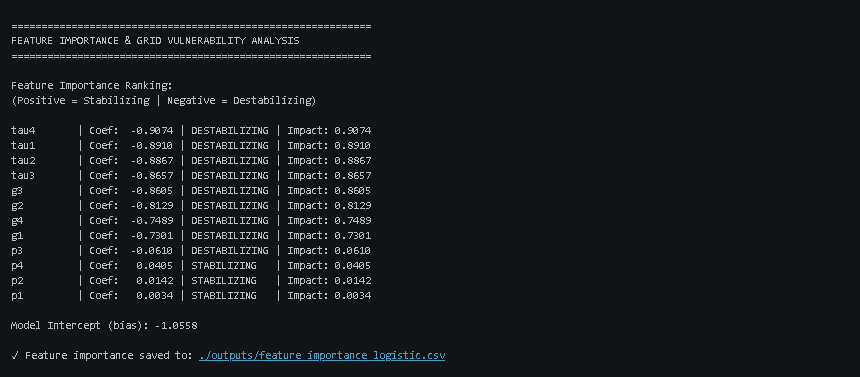 ============================================================
FEATURE IMPORTANCE & GRID VULNERABILITY ANALYSIS
============================================================
Feature Importance Ranking:
(Positive = Stabilizing | Negative = Destabilizing)
tau4       | Coef:  -0.9074 | DESTABILIZING | Impact: 0.9074
tau1       | Coef:  -0.8910 | DESTABILIZING | Impact: 0.8910
tau2       | Coef:  -0.8867 | DESTABILIZING | Impact: 0.8867
tau3       | Coef:  -0.8657 | DESTABILIZING | Impact: 0.8657
g3         | Coef:  -0.8605 | DESTABILIZING | Impact: 0.8605
g2         | Coef:  -0.8129 | DESTABILIZING | Impact: 0.8129
g4         | Coef:  -0.7489 | DESTABILIZING | Impact: 0.7489
g1         | Coef:  -0.7301 | DESTABILIZING | Impact: 0.7301
p3         | Coef:  -0.0610 | DESTABILIZING | Impact: 0.0610
p4         | Coef:   0.0405 | STABILIZING   | Impact: 0.0405
p2         | Coef:   0.0142 | STABILIZING   | Impact: 0.0142
p1         | Coef:   0.0034 | STABILIZING   | Impact: 0.0034
Model Intercept (bias): -1.0558
✓ Feature importance saved to: ./outputs/feature_importance_logistic.csv